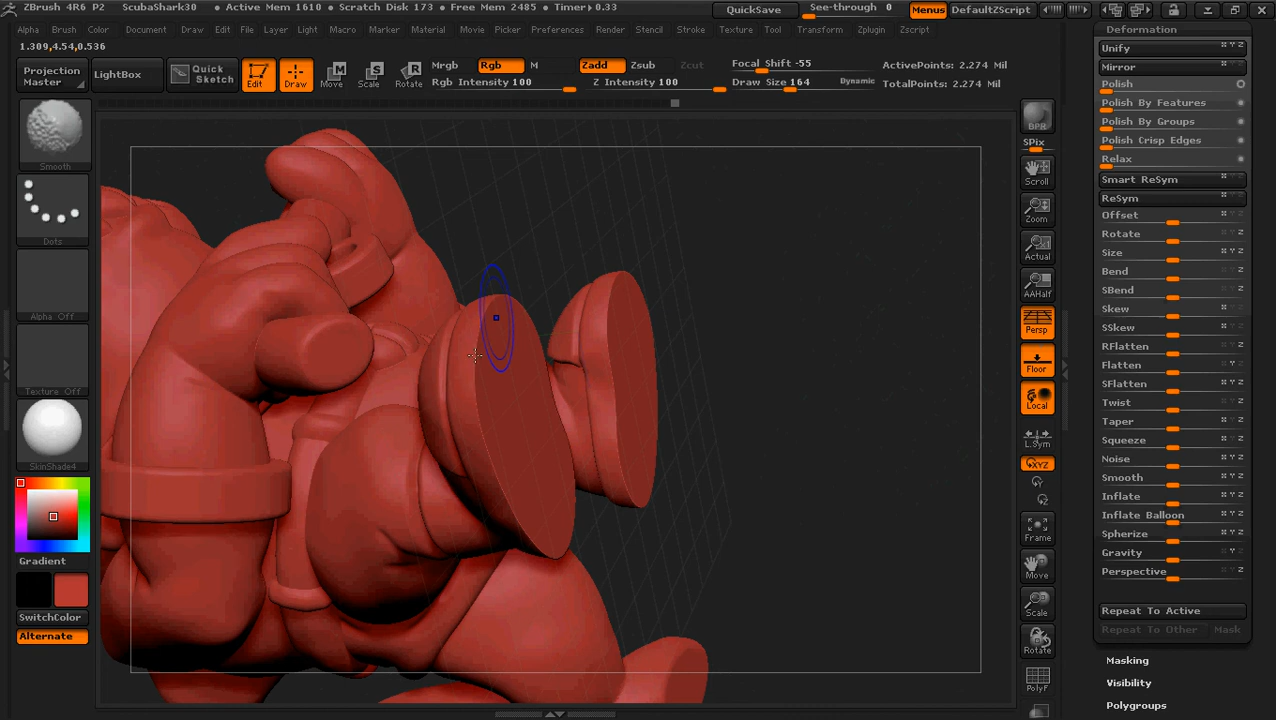 ZBrush 4R6 P2 ScubaShark30 • Active Mem 1610 • Scratch Disk 173 • Free Mem 2485 • Timer▸0.33 QuickSave See-through 0 Menus DefaultZScript
Alpha Brush Color Document Draw Edit File Layer Light Macro Marker Material Movie Picker Preferences Render Stencil Stroke Texture Tool Transform Zplugin Zscript
1.309,4.54,0.536
Projection Master LightBox Quick Sketch Edit Draw Move Scale Rotate
Mrgb Rgb M Zadd Zsub Zcut Focal Shift -55 ActivePoints: 2.274 Mil
Rgb Intensity 100 Z Intensity 100 Draw Size 164 Dynamic TotalPoints: 2.274 Mil
Smooth
Dots
Alpha Off
Texture Off
SkinShade4
Gradient
SwitchColor
Alternate
BPR
SPix
Scroll
Zoom
Actual
AAHalf
Persp
Floor
Local
L.Sym
XYZ
Y
Z
Frame
Move
Scale
Rotate
PolyF
Deformation
Unify
Mirror
Polish
Polish By Features
Polish By Groups
Polish Crisp Edges
Relax
Smart ReSym
ReSym
Offset
Rotate
Size
Bend
SBend
Skew
SSkew
RFlatten
Flatten
SFlatten
Twist
Taper
Squeeze
Noise
Smooth
Inflate
Inflate Balloon
Spherize
Gravity
Perspective
Repeat To Active
Repeat To Other Mask
Masking
Visibility
Polygroups